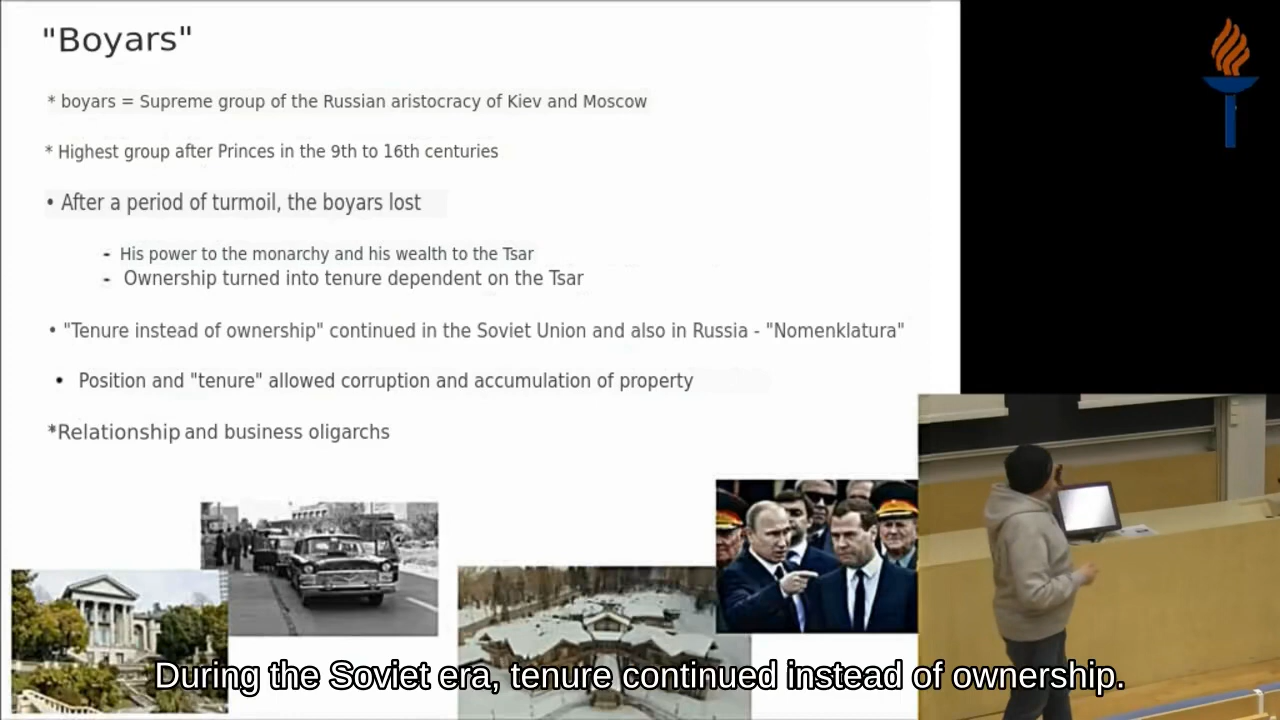 "Boyars"
* boyars = Supreme group of the Russian aristocracy of Kiev and Moscow
* Highest group after Princes in the 9th to 16th centuries
• After a period of turmoil, the boyars lost
- His power to the monarchy and his wealth to the Tsar
- Ownership turned into tenure dependent on the Tsar
• "Tenure instead of ownership" continued in the Soviet Union and also in Russia - "Nomenklatura"
• Position and "tenure" allowed corruption and accumulation of property
*Relationship and business oligarchs
During the Soviet era, tenure continued instead of ownership.